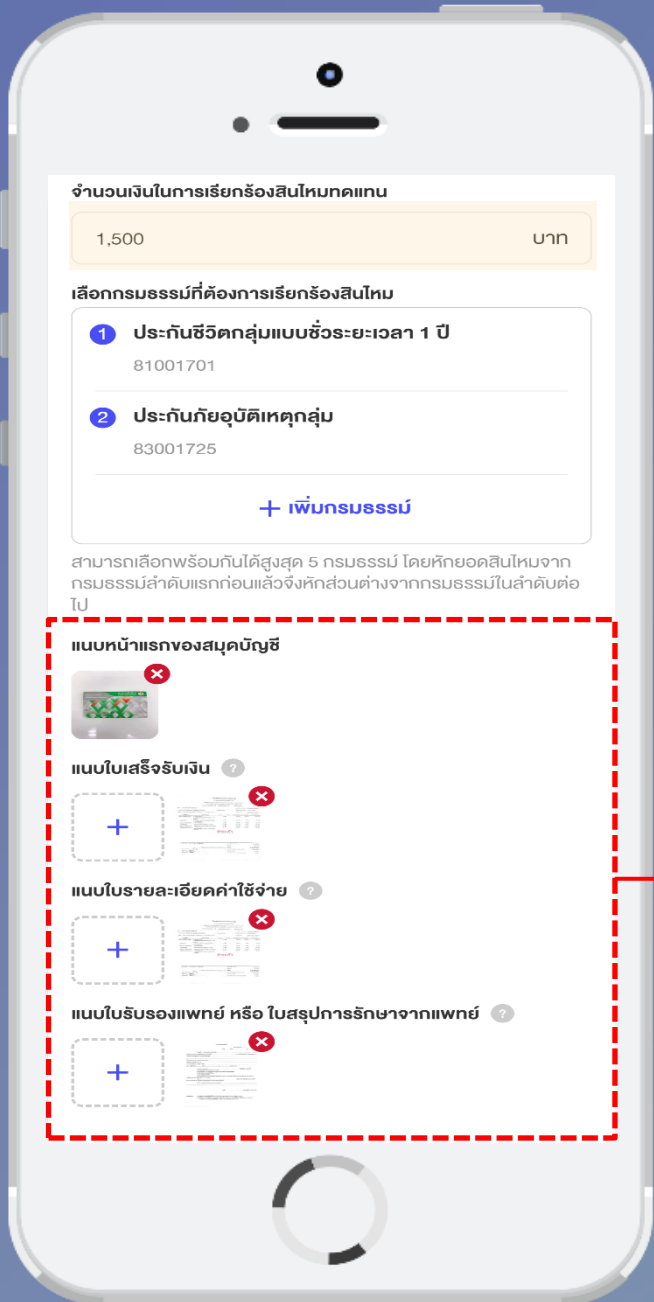 จำนวนเงินในการเรียกร้องสินไหมทดแทน
1,500 บาท
เลือกกรมธรรม์ที่ต้องการเรียกร้องสินไหม
1 ประกันชีวิตกลุ่มแบบชั่วระยะเวลา 1 ปี
81001701
2 ประกันภัยอุบัติเหตุกลุ่ม
83001725
+ เพิ่มกรมธรรม์
สามารถเลือกพร้อมกันได้สูงสุด 5 กรมธรรม์ โดยหักยอดสินไหมจาก
กรมธรรม์ลำดับแรกก่อนแล้วจึงหักส่วนต่างจากกรมธรรม์ในลำดับต่อ
ไป
แนบหน้าแรกของสมุดบัญชี
แนบใบเสร็จรับเงิน ?
แนบใบรายละเอียดค่าใช้จ่าย ?
แนบใบรับรองแพทย์ หรือ ใบสรุปการรักษาจากแพทย์ ?